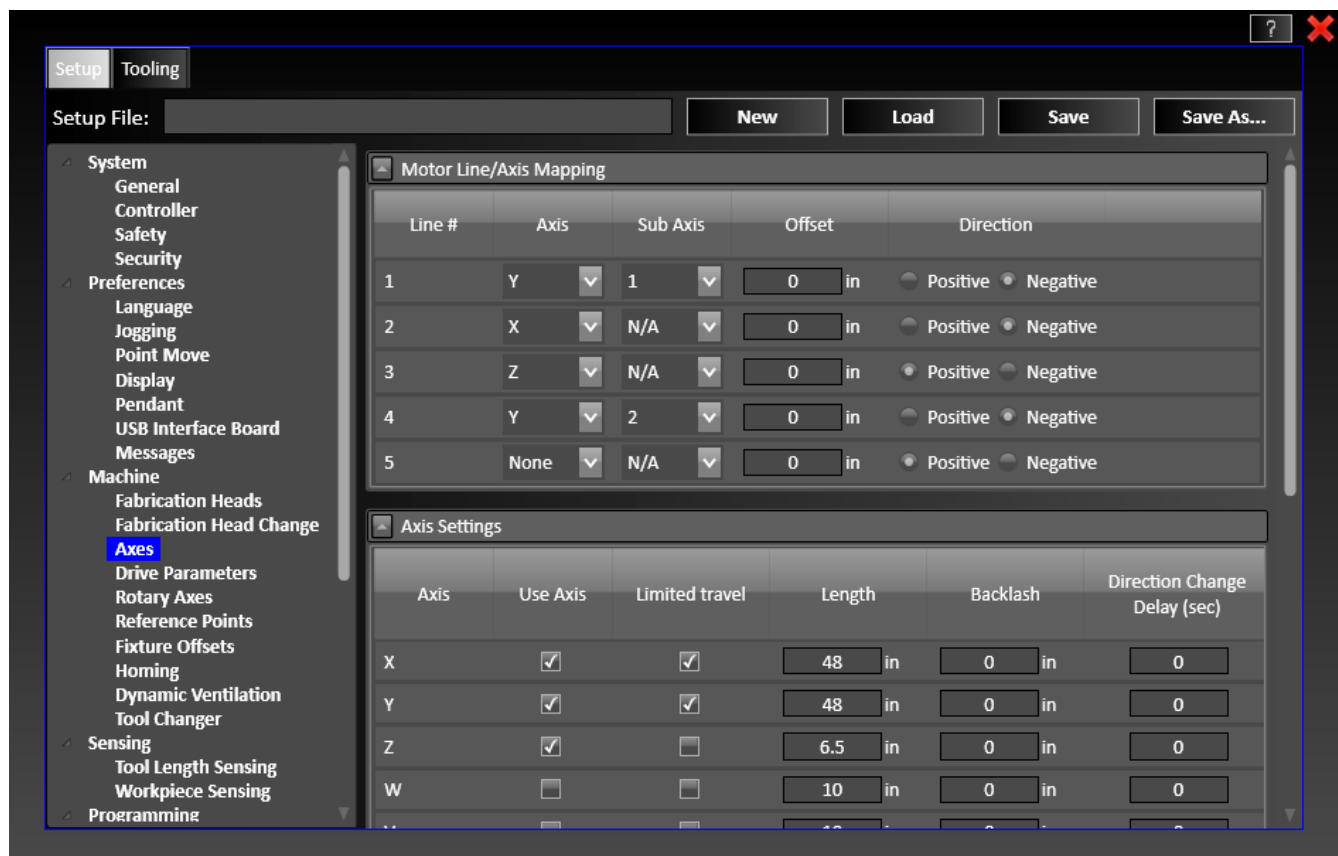 ?
Setup Tooling
Setup File: New Load Save Save As...
System
General
Controller
Safety
Security
Preferences
Language
Jogging
Point Move
Display
Pendant
USB Interface Board
Messages
Machine
Fabrication Heads
Fabrication Head Change
Axes
Drive Parameters
Rotary Axes
Reference Points
Fixture Offsets
Homing
Dynamic Ventilation
Tool Changer
Sensing
Tool Length Sensing
Workpiece Sensing
Programming
Motor Line/Axis Mapping
Line # Axis Sub Axis Offset Direction
1 Y 1 0 in Positive Negative
2 X N/A 0 in Positive Negative
3 Z N/A 0 in Positive Negative
4 Y 2 0 in Positive Negative
5 None N/A 0 in Positive Negative
Axis Settings
Axis Use Axis Limited travel Length Backlash Direction Change
Delay (sec)
X 48 in 0 in 0
Y 48 in 0 in 0
Z 6.5 in 0 in 0
W 10 in 0 in 0